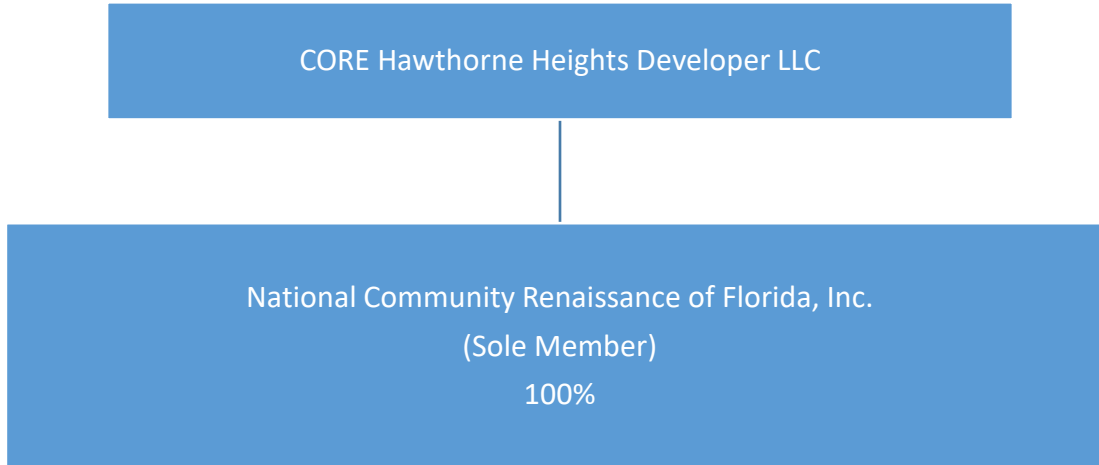 CORE Hawthorne Heights Developer LLC
National Community Renaissance of Florida, Inc.
(Sole Member)
100%